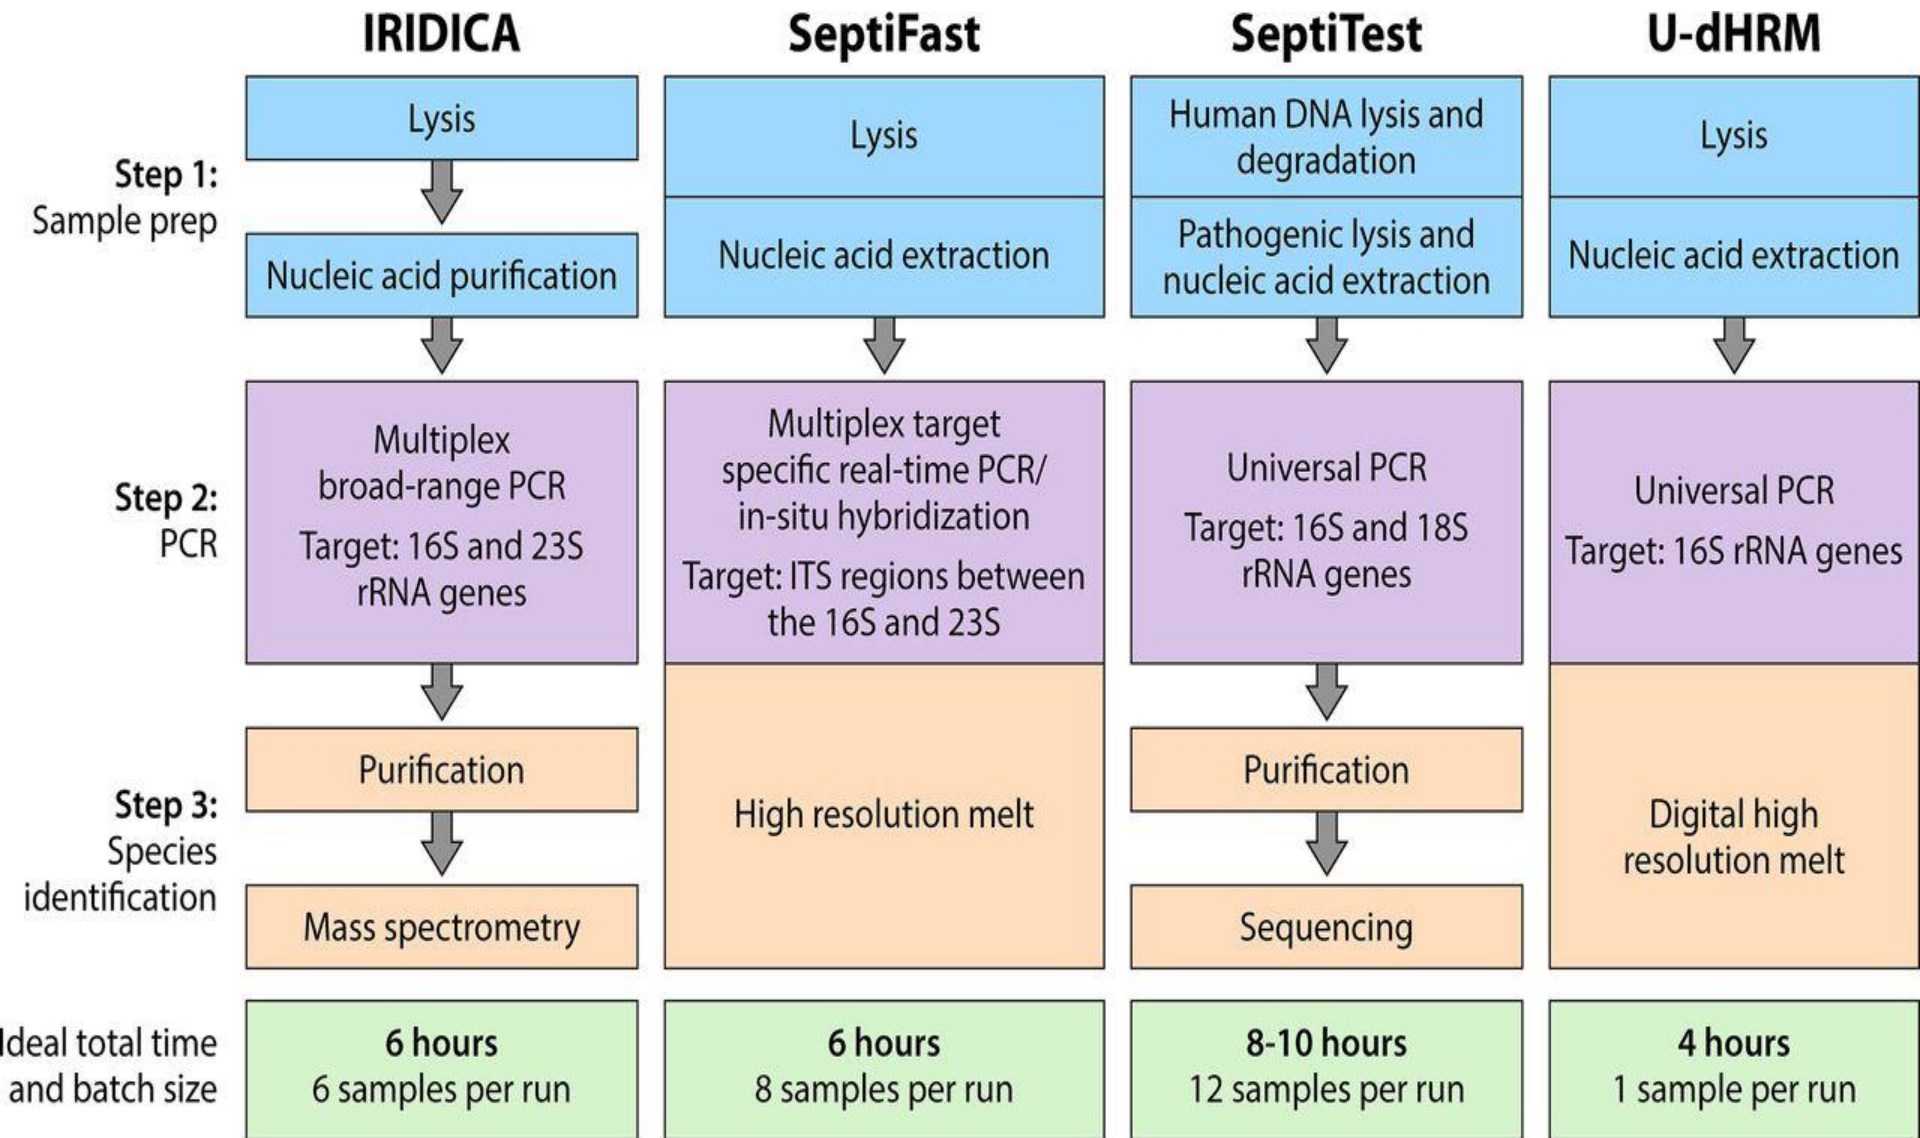 IRIDICA
SeptiFast
SeptiTest
U-dHRM
Step 1:
Sample prep
Lysis
Nucleic acid purification
Lysis
Nucleic acid extraction
Human DNA lysis and
degradation
Pathogenic lysis and
nucleic acid extraction
Lysis
Nucleic acid extraction
Step 2:
PCR
Multiplex
broad-range PCR
Target: 16S and 23S
rRNA genes
Multiplex target
specific real-time PCR/
in-situ hybridization
Target: ITS regions between
the 16S and 23S
Universal PCR
Target: 16S and 18S
rRNA genes
Universal PCR
Target: 16S rRNA genes
Step 3:
Species
identification
Purification
Mass spectrometry
High resolution melt
Purification
Sequencing
Digital high
resolution melt
Ideal total time
and batch size
6 hours
6 samples per run
6 hours
8 samples per run
8-10 hours
12 samples per run
4 hours
1 sample per run